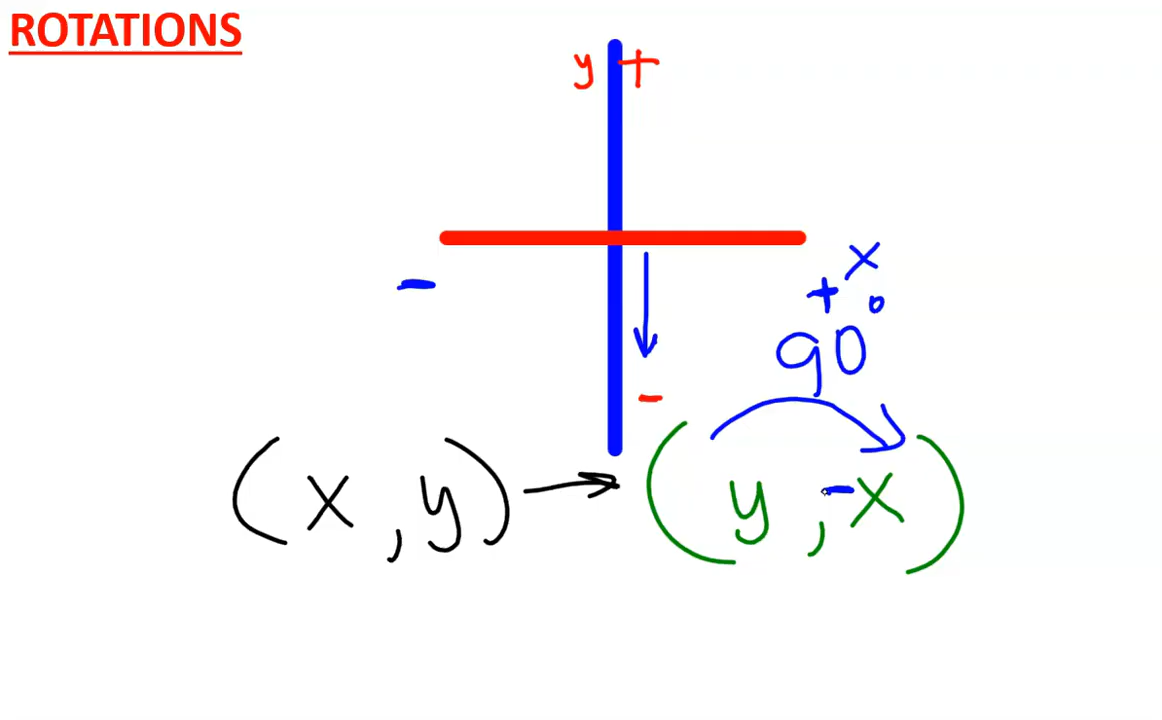 ROTATIONS
y +
x
- + °
90
-
(x, y) → (y, -x)